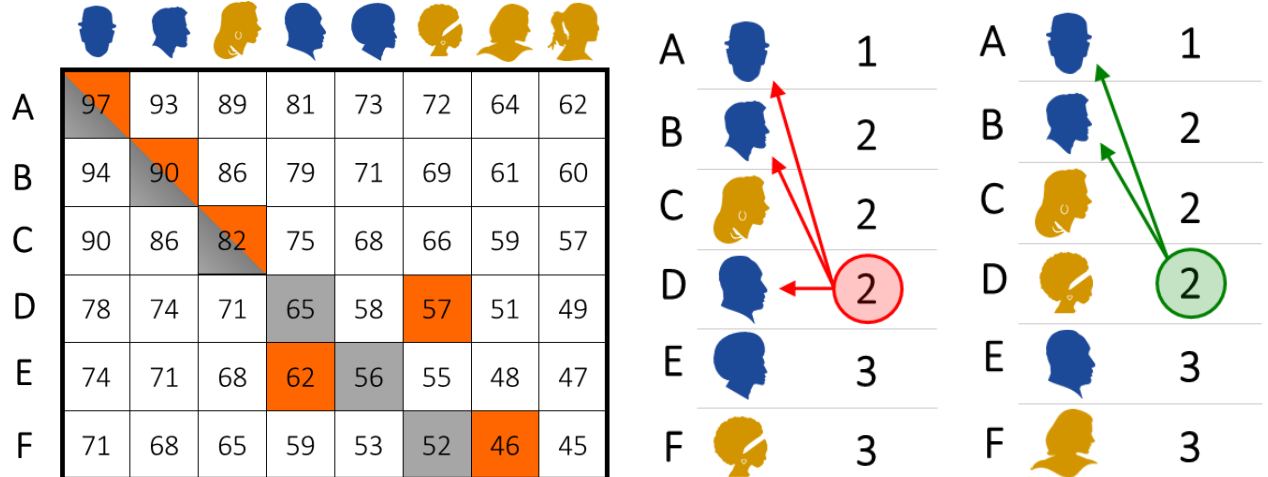 A 97 93 89 81 73 72 64 62
B 94 90 86 79 71 69 61 60
C 90 86 82 75 68 66 59 57
D 78 74 71 65 58 57 51 49
E 74 71 68 62 56 55 48 47
F 71 68 65 59 53 52 46 45
A 1
B 2
C 2
D 2
E 3
F 3
A 1
B 2
C 2
D 2
E 3
F 3